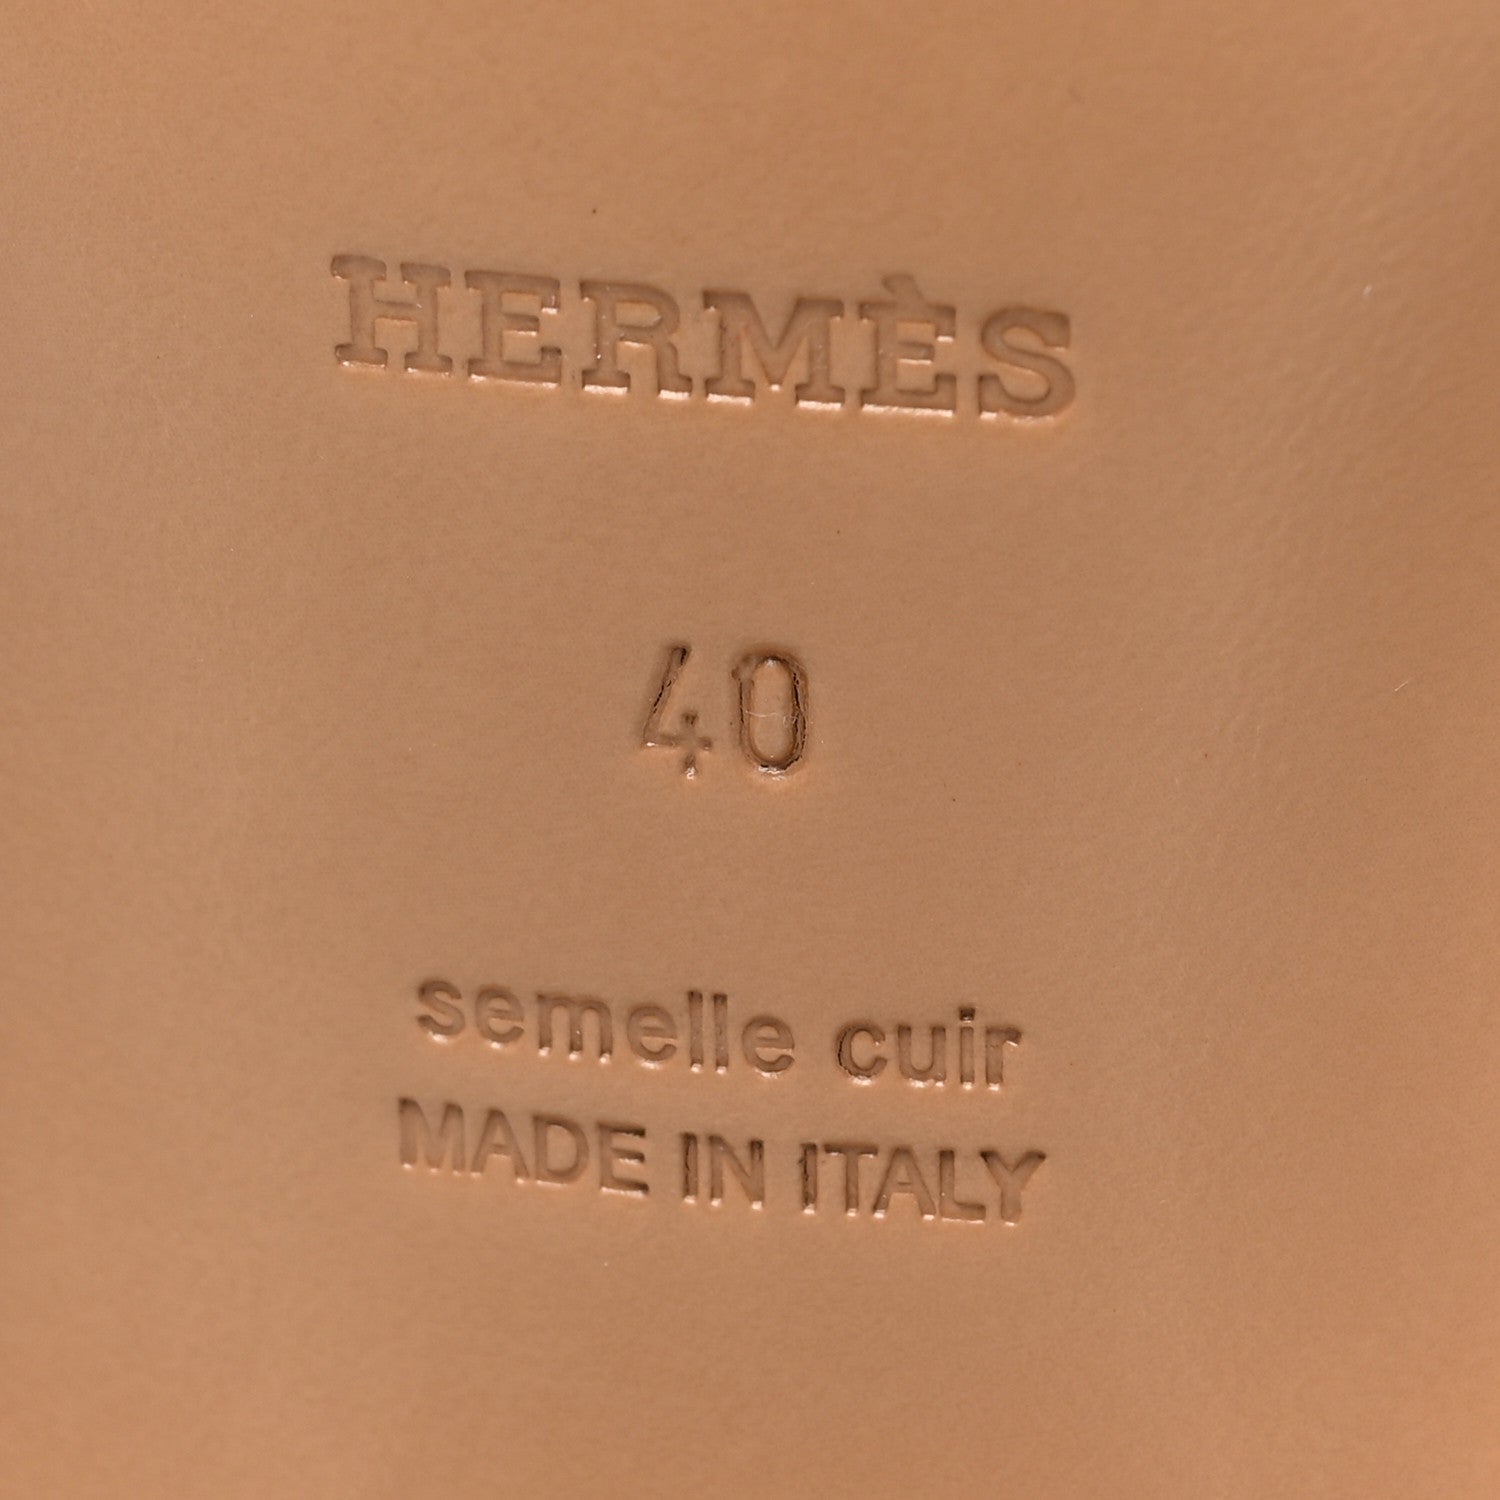 HERMÈS
40
semelle cuir
MADE IN ITALY